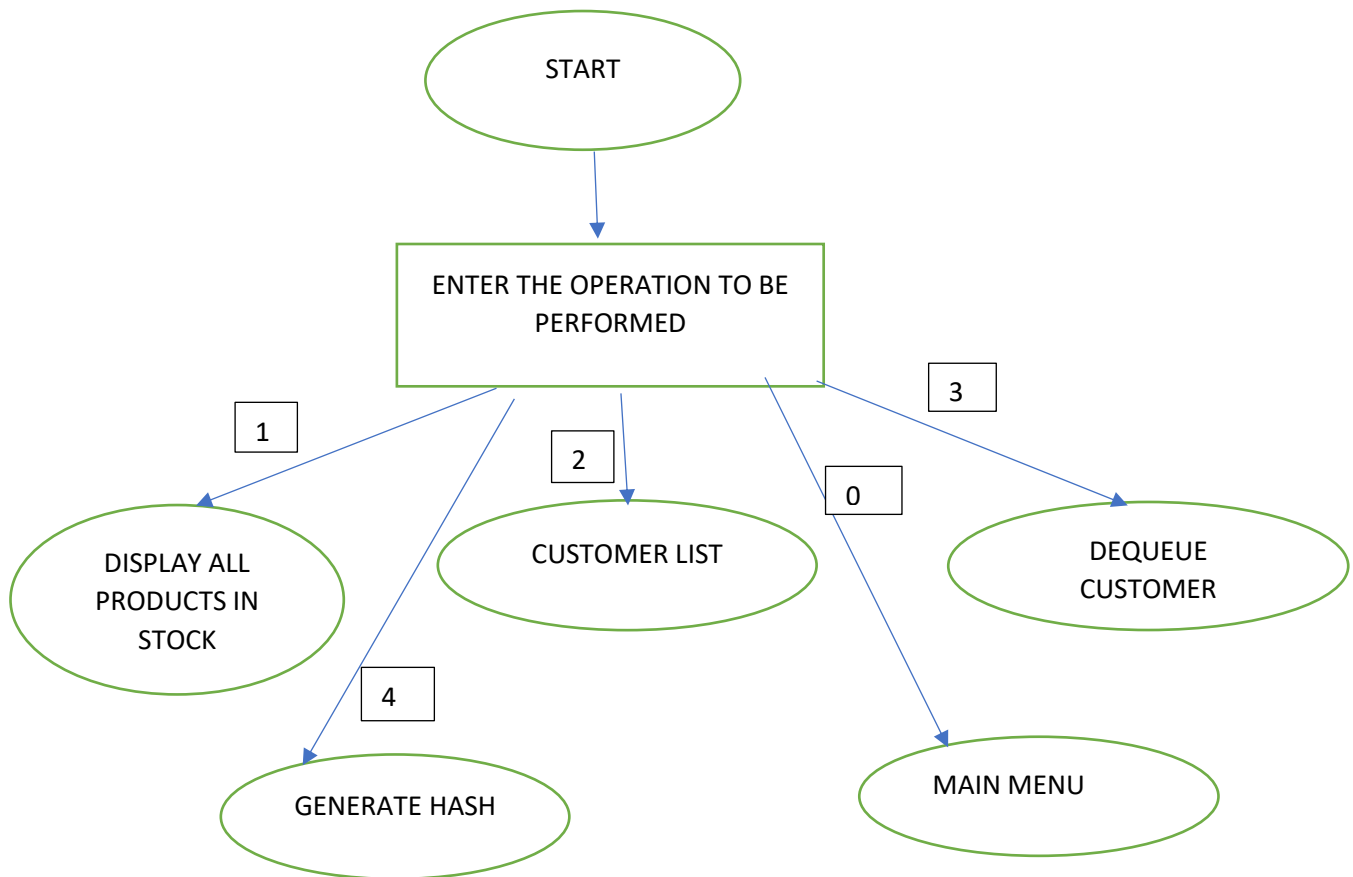 START
ENTER THE OPERATION TO BE
PERFORMED
3
1
2
0
DISPLAY ALL
PRODUCTS IN
STOCK
CUSTOMER LIST
DEQUEUE
CUSTOMER
4
GENERATE HASH
MAIN MENU